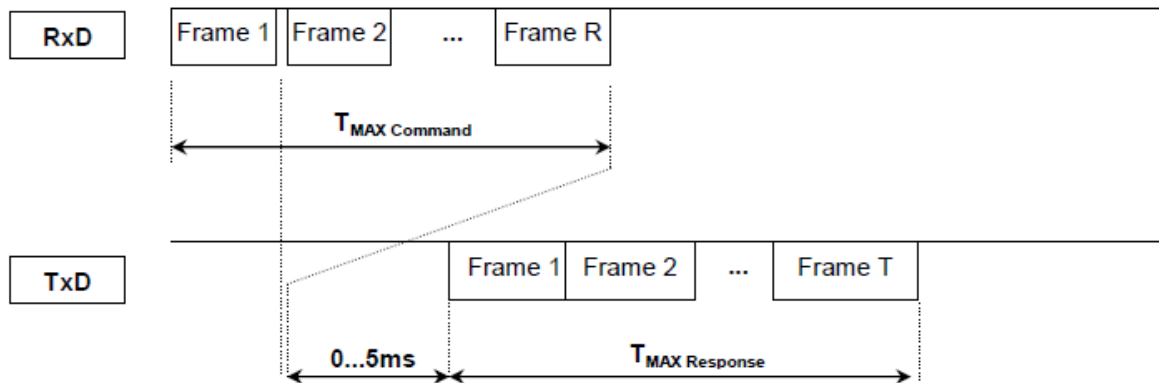 RxD Frame 1 Frame 2 ... Frame R
TMAX Command
TxD Frame 1 Frame 2 ... Frame T
0...5ms TMAX Response